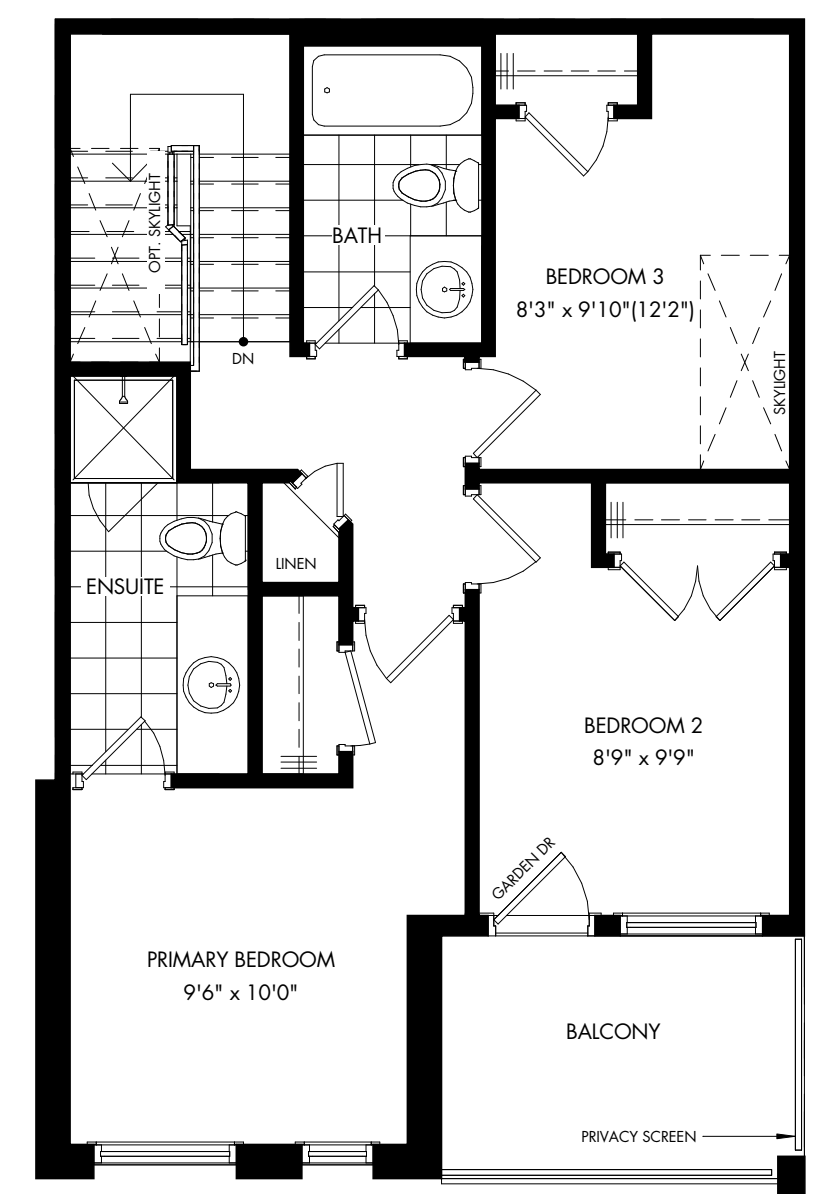 OPT. SKYLIGHT
BATH
DN
BEDROOM 3
8'3" x 9'10"(12'2")
SKYLIGHT
LINEN
ENSUITE
BEDROOM 2
8'9" x 9'9"
GARDEN DR
PRIMARY BEDROOM
9'6" x 10'0"
BALCONY
PRIVACY SCREEN